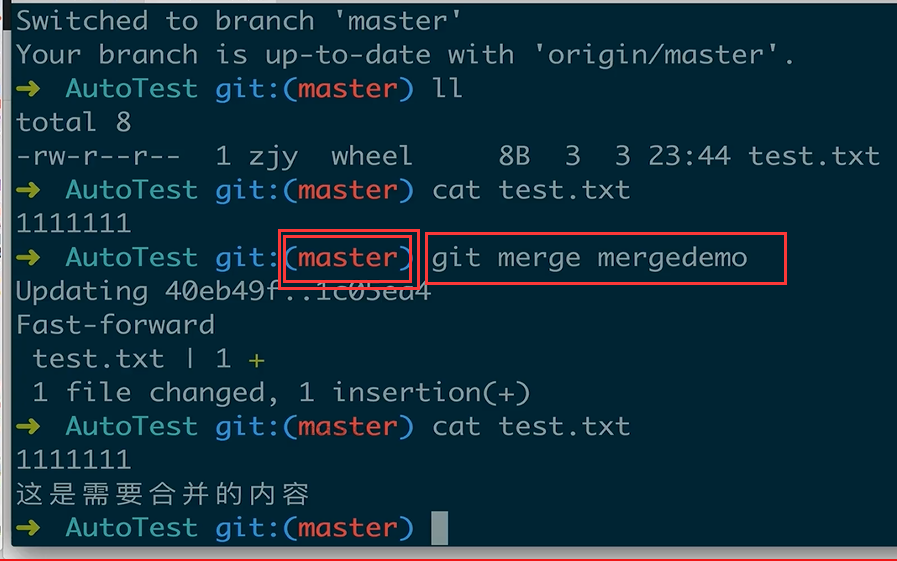 Switched to branch 'master'
Your branch is up-to-date with 'origin/master'.
➜ AutoTest git:(master) ll
total 8
-rw-r--r-- 1 zjy wheel 8B 3 3 23:44 test.txt
➜ AutoTest git:(master) cat test.txt
1111111
➜ AutoTest git:(master) git merge mergedemo
Updating 40eb49f..1c05ea4
Fast-forward
test.txt | 1 +
1 file changed, 1 insertion(+)
➜ AutoTest git:(master) cat test.txt
1111111
这是需要合并的内容
➜ AutoTest git:(master)